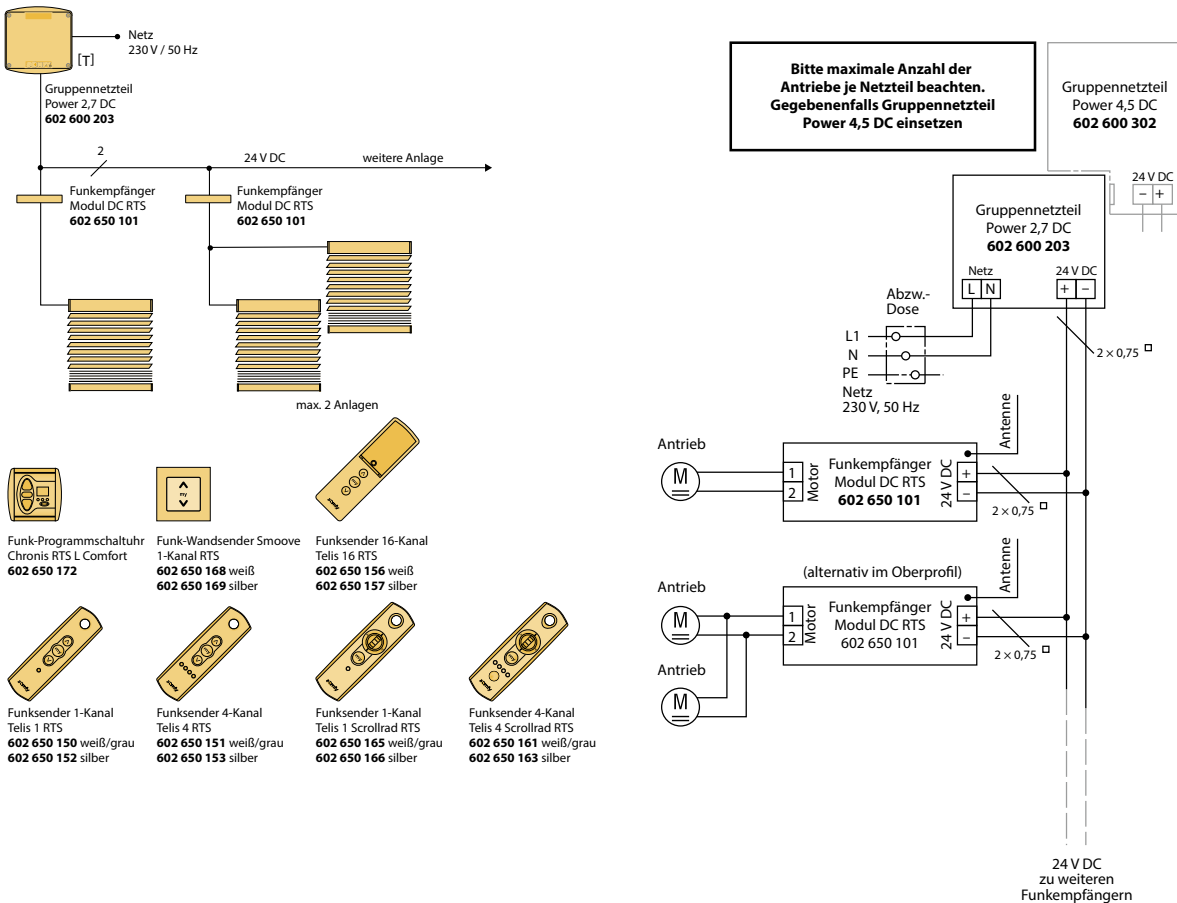 Netz
230 V / 50 Hz
[T]
Gruppennetzteil
Power 2,7 DC
602 600 203
2
24 V DC
weitere Anlage
Funkempfänger
Modul DC RTS
602 650 101
Funkempfänger
Modul DC RTS
602 650 101
max. 2 Anlagen
my
Funk-Programmschaltuhr
Chronis RTS L Comfort
602 650 172
Funk-Wandsender Smoove
1-Kanal RTS
602 650 168 weiß
602 650 169 silber
Funksender 16-Kanal
Telis 16 RTS
602 650 156 weiß
602 650 157 silber
somfy
somfy
somfy
somfy
Funksender 1-Kanal
Telis 1 RTS
602 650 150 weiß/grau
602 650 152 silber
Funksender 4-Kanal
Telis 4 RTS
602 650 151 weiß/grau
602 650 153 silber
Funksender 1-Kanal
Telis 1 Scrollrad RTS
602 650 165 weiß/grau
602 650 166 silber
Funksender 4-Kanal
Telis 4 Scrollrad RTS
602 650 161 weiß/grau
602 650 163 silber
Bitte maximale Anzahl der
Antriebe je Netzteil beachten.
Gegebenenfalls Gruppennetzteil
Power 4,5 DC einsetzen
Gruppennetzteil
Power 4,5 DC
602 600 302
24 V DC
– +
Gruppennetzteil
Power 2,7 DC
602 600 203
Netz
L N
24 V DC
+ –
Abzw.-
Dose
L1
N
PE
Netz
230 V, 50 Hz
2 × 0,75
Antrieb
M
1
2
Motor
Funkempfänger
Modul DC RTS
602 650 101
24 V DC
+
–
Antenne
2 × 0,75
(alternativ im Oberprofil)
Antrieb
M
1
2
Motor
Funkempfänger
Modul DC RTS
602 650 101
24 V DC
+
–
Antenne
2 × 0,75
Antrieb
M
24 V DC
zu weiteren
Funkempfängern